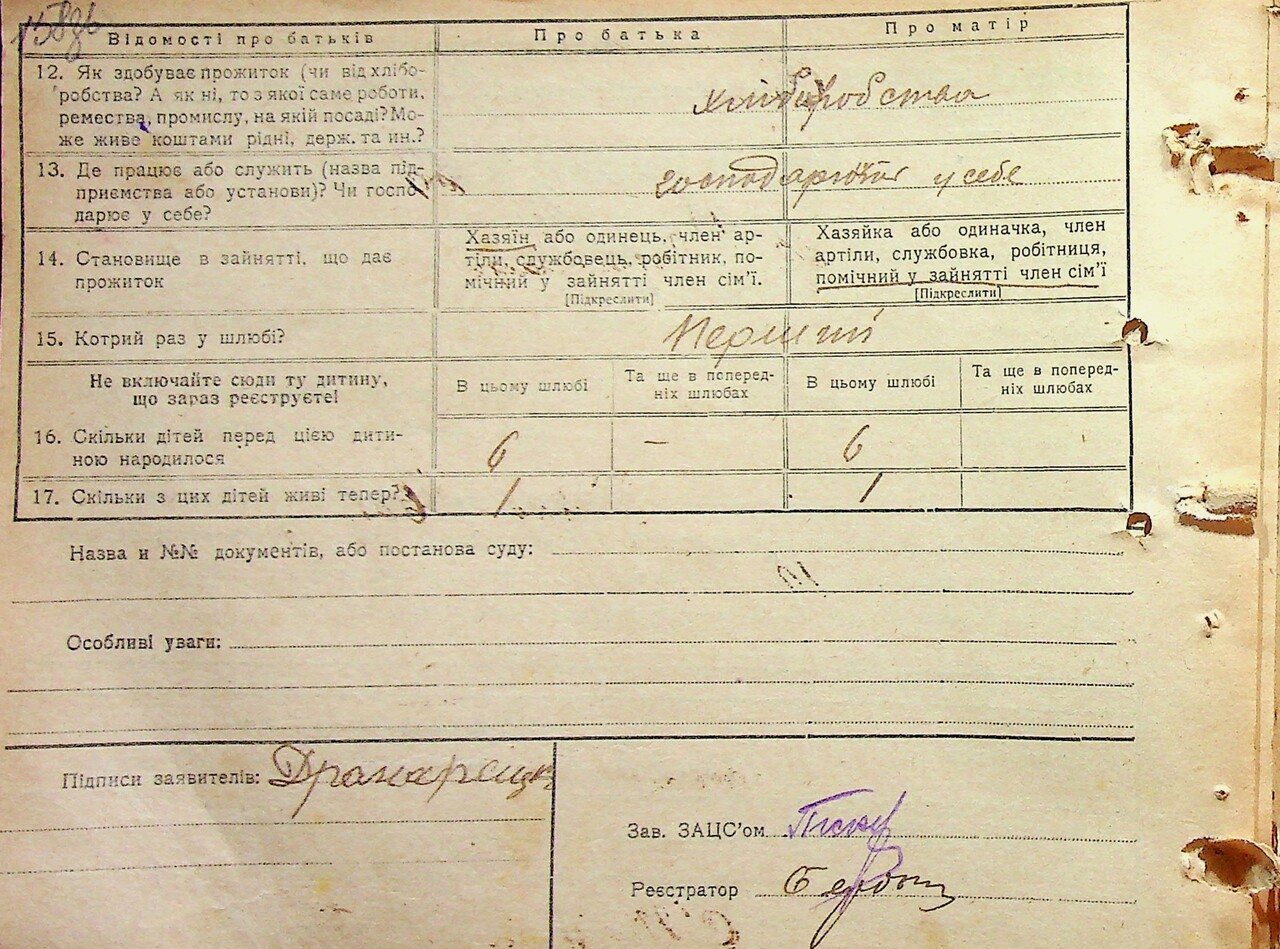 Відомості про батьків Про батька Про матір
12. Як здобуває прожиток (чи від хлібо-
робства? А як ні, то з якої саме роботи,
ремества, промислу, на якій посаді? Мо-
же живе коштами рідні, держ. та ин.?
хліборобства
13. Де працює або служить (назва під-
приємства або установи)? Чи госпо-
дарює у себе?
господарюють у себе
14. Становище в зайнятті, що дає
прожиток
Хазяїн або одинець, член ар-
тіли, службовець, робітник, по-
мічний у зайнятті член сім'ї.
[Підкреслити]
Хазяйка або одиначка, член
артіли, службовка, робітниця,
помічний у зайнятті член сім'ї
[Підкреслити]
15. Котрий раз у шлюбі?
Перший
Не включайте сюди ту дитину,
що зараз реєструєте!
В цьому шлюбі
Та ще в поперед-
ніх шлюбах
В цьому шлюбі
Та ще в поперед-
ніх шлюбах
16. Скільки дітей перед цією дити-
ною народилося
6 — 6
17. Скільки з цих дітей живі тепер? 1 1
Назва и №№ документів, або постанова суду:
Особливі уваги:
Підписи заявителів:
Зав. ЗАЦС'ом
Реєстратор